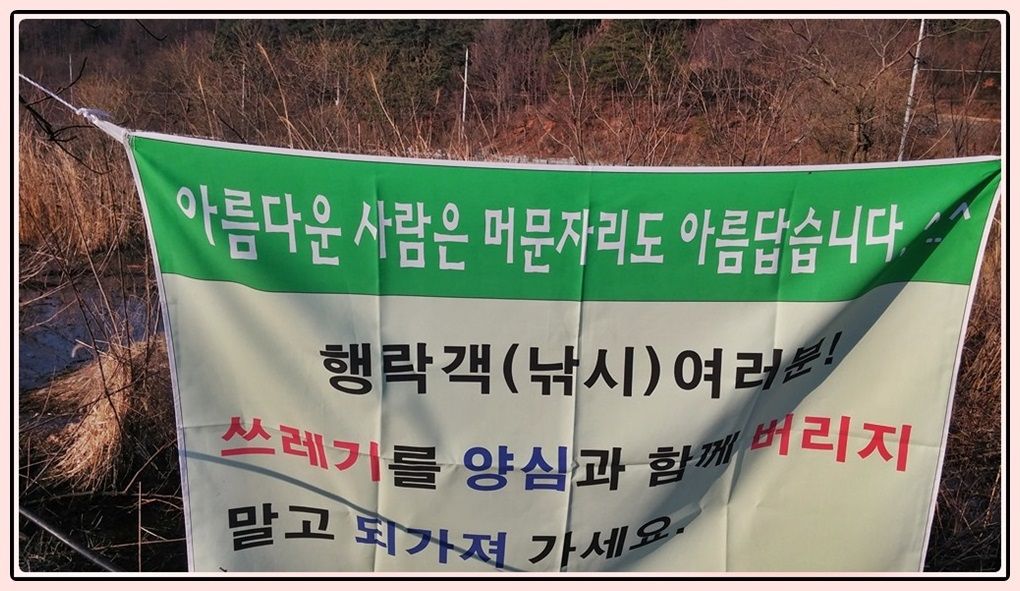 아름다운 사람은 머문자리도 아름답습니다.
행락객(낚시)여러분!
쓰레기를 양심과 함께 버리지
말고 되가져 가세요.